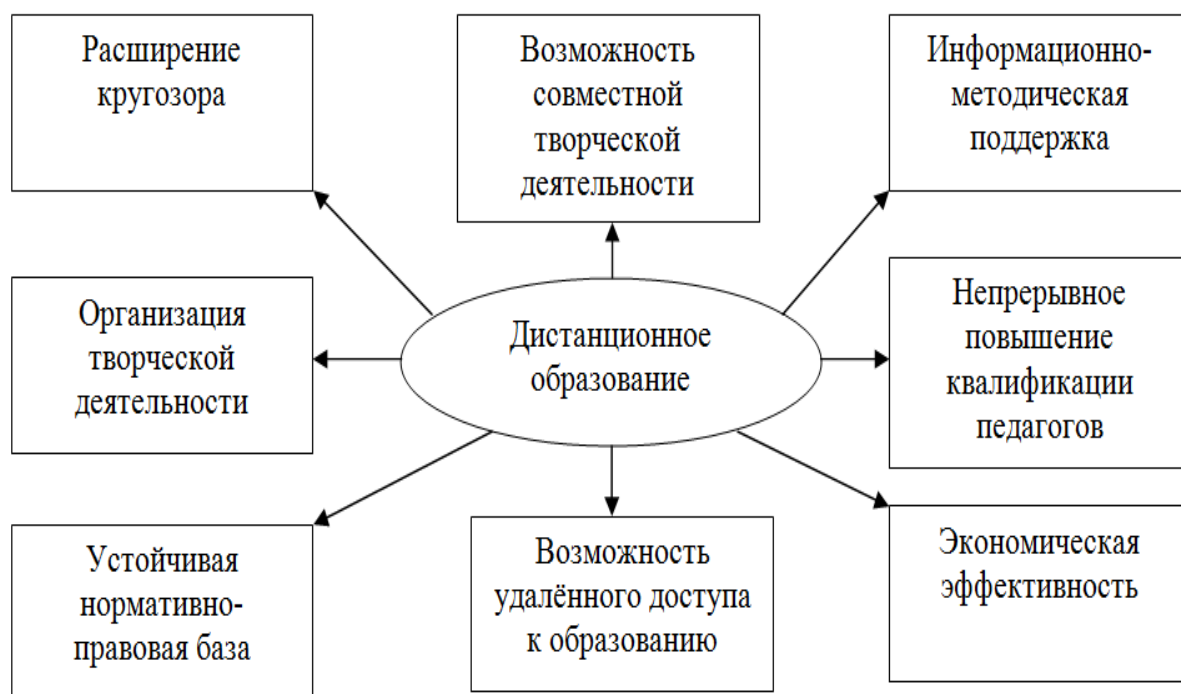 Расширение
кругозора
Возможность
совместной
творческой
деятельности
Информационно-
методическая
поддержка
Организация
творческой
деятельности
Дистанционное
образование
Непрерывное
повышение
квалификации
педагогов
Устойчивая
нормативно-
правовая база
Возможность
удалённого доступа
к образованию
Экономическая
эффективность